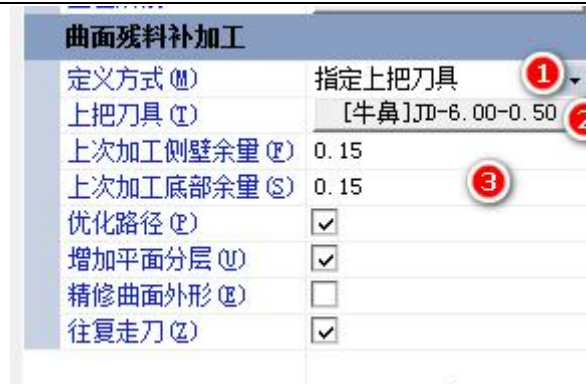 曲面残料补加工
定义方式(M) 指定上把刀具 1
上把刀具(T) [牛鼻]JD-6.00-0.50 2
上次加工侧壁余量(F) 0.15
上次加工底部余量(S) 0.15 3
优化路径(P)
增加平面分层(U)
精修曲面外形(E)
往复走刀(Z)